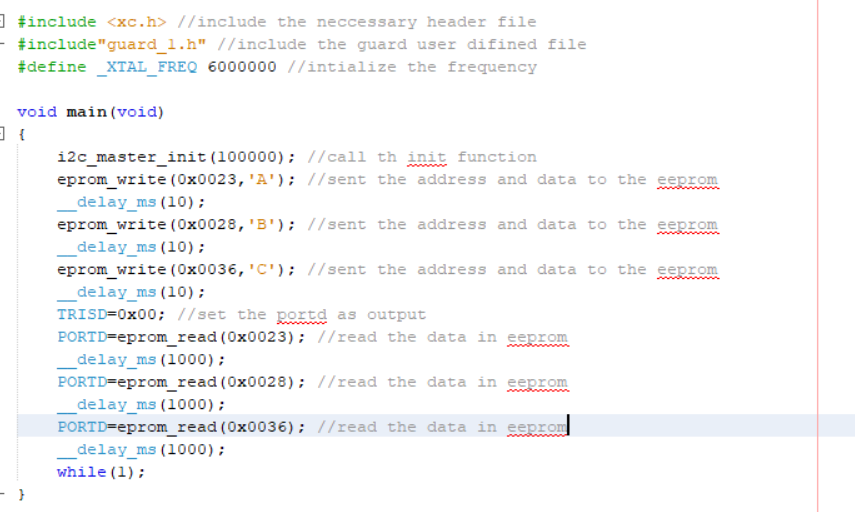 #include <xc.h> //include the neccessary header file
#include"guard_1.h" //include the guard user difined file
#define _XTAL_FREQ 6000000 //intialize the frequency
void main(void)
{
i2c_master_init(100000); //call th init function
eprom_write(0x0023,'A'); //sent the address and data to the eeprom
__delay_ms(10);
eprom_write(0x0028,'B'); //sent the address and data to the eeprom
__delay_ms(10);
eprom_write(0x0036,'C'); //sent the address and data to the eeprom
__delay_ms(10);
TRISD=0x00; //set the portd as output
PORTD=eprom_read(0x0023); //read the data in eeprom
__delay_ms(1000);
PORTD=eprom_read(0x0028); //read the data in eeprom
__delay_ms(1000);
PORTD=eprom_read(0x0036); //read the data in eeprom
__delay_ms(1000);
while(1);
}